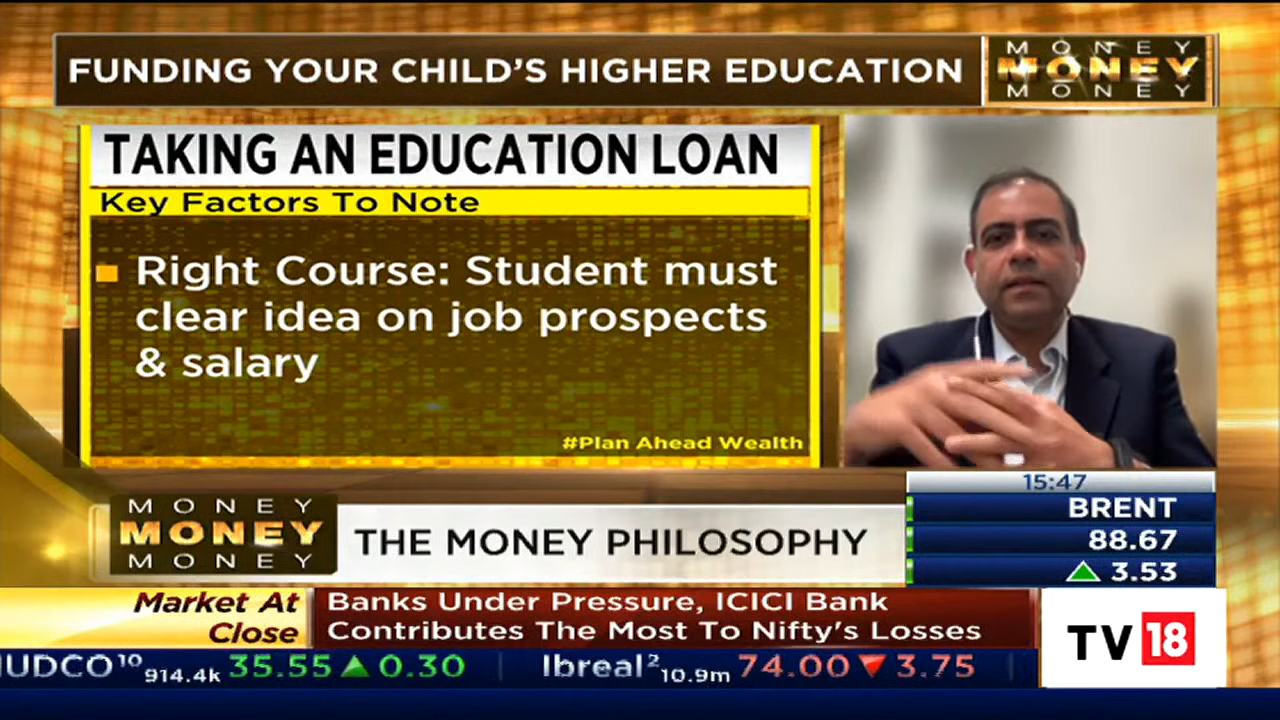 FUNDING YOUR CHILD'S HIGHER EDUCATION
MONEY
MONEY
MONEY
TAKING AN EDUCATION LOAN
Key Factors To Note
Right Course: Student must
clear idea on job prospects
& salary
#Plan Ahead Wealth
15:47
BRENT
88.67
3.53
MONEY
MONEY
MONEY
THE MONEY PHILOSOPHY
Market At
Close
Banks Under Pressure, ICICI Bank
Contributes The Most To Nifty's Losses
TV18
HUDCO 10 914.4k 35.55 0.30 Ibreal 2 10.9m 74.00 3.75